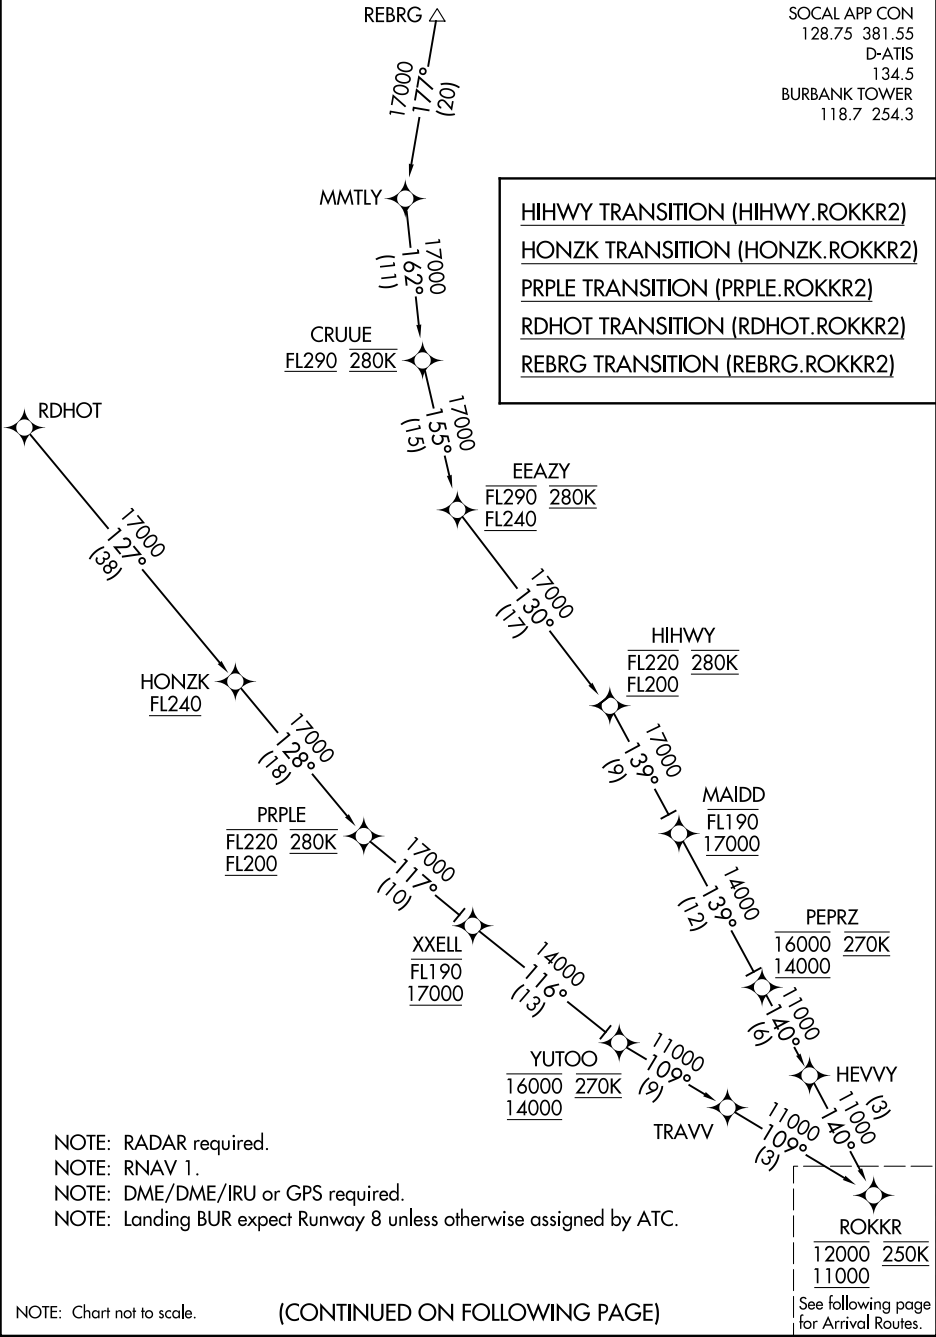 REBRG
SOCAL APP CON
128.75 381.55
D-ATIS
134.5
BURBANK TOWER
118.7 254.3
17000
177°
(20)
MMTLY
HIHWY TRANSITION (HIHWY.ROKKR2)
HONZK TRANSITION (HONZK.ROKKR2)
PRPLE TRANSITION (PRPLE.ROKKR2)
RDHOT TRANSITION (RDHOT.ROKKR2)
REBRG TRANSITION (REBRG.ROKKR2)
17000
162°
(11)
CRUUE
FL290 280K
17000
155°
(15)
RDHOT
EEAZY
FL290 280K
FL240
17000
127°
(38)
17000
130°
(17)
HIHWY
FL220 280K
FL200
HONZK
FL240
17000
128°
(18)
17000
139°
(9)
MAIDD
FL190
17000
PRPLE
FL220 280K
FL200
17000
117°
(10)
14000
139°
(12)
PEPRZ
16000 270K
14000
XXELL
FL190
17000
14000
116°
(13)
11000
140°
(6)
YUTOO
16000 270K
14000
11000
109°
(9)
HEVVY
(3)
11000
140°
TRAVV
11000
109°
(3)
NOTE: RADAR required.
NOTE: RNAV 1.
NOTE: DME/DME/IRU or GPS required.
NOTE: Landing BUR expect Runway 8 unless otherwise assigned by ATC.
ROKKR
12000 250K
11000
See following page
for Arrival Routes.
NOTE: Chart not to scale.
(CONTINUED ON FOLLOWING PAGE)